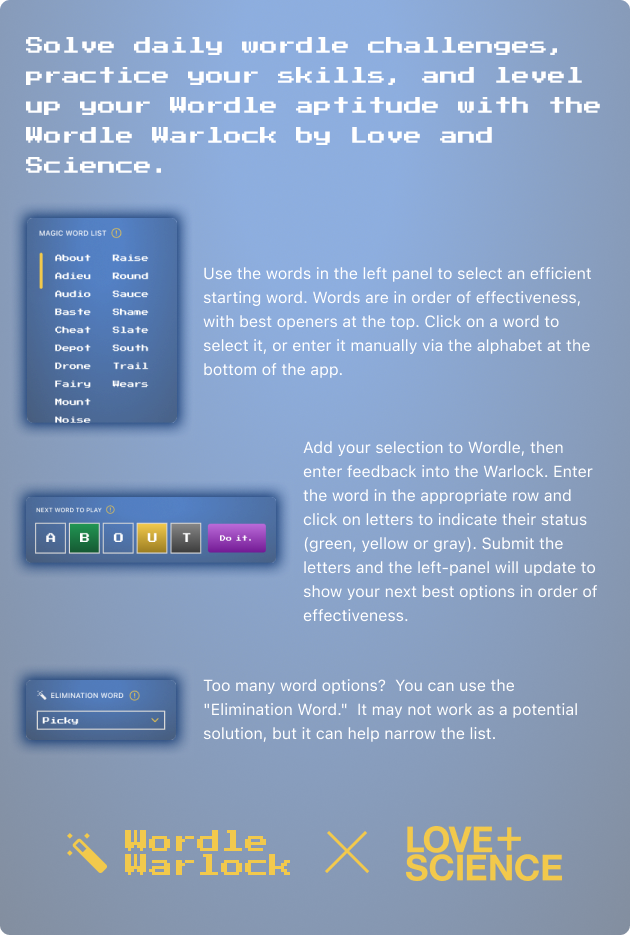 Solve daily wordle challenges,
practice your skills, and level
up your Wordle aptitude with the
Wordle Warlock by Love and
Science.
MAGIC WORD LIST
About Raise
Adieu Round
Audio Sauce
Baste Shame
Cheat Slate
Depot South
Drone Trail
Fairy Wears
Mount
Noise
Use the words in the left panel to select an efficient
starting word. Words are in order of effectiveness,
with best openers at the top. Click on a word to
select it, or enter it manually via the alphabet at the
bottom of the app.
NEXT WORD TO PLAY
A B O U T Do it.
Add your selection to Wordle, then
enter feedback into the Warlock. Enter
the word in the appropriate row and
click on letters to indicate their status
(green, yellow or gray). Submit the
letters and the left-panel will update to
show your next best options in order of
effectiveness.
ELIMINATION WORD
Picky
Too many word options?  You can use the
"Elimination Word."  It may not work as a potential
solution, but it can help narrow the list.
Wordle
Warlock
LOVE+
SCIENCE